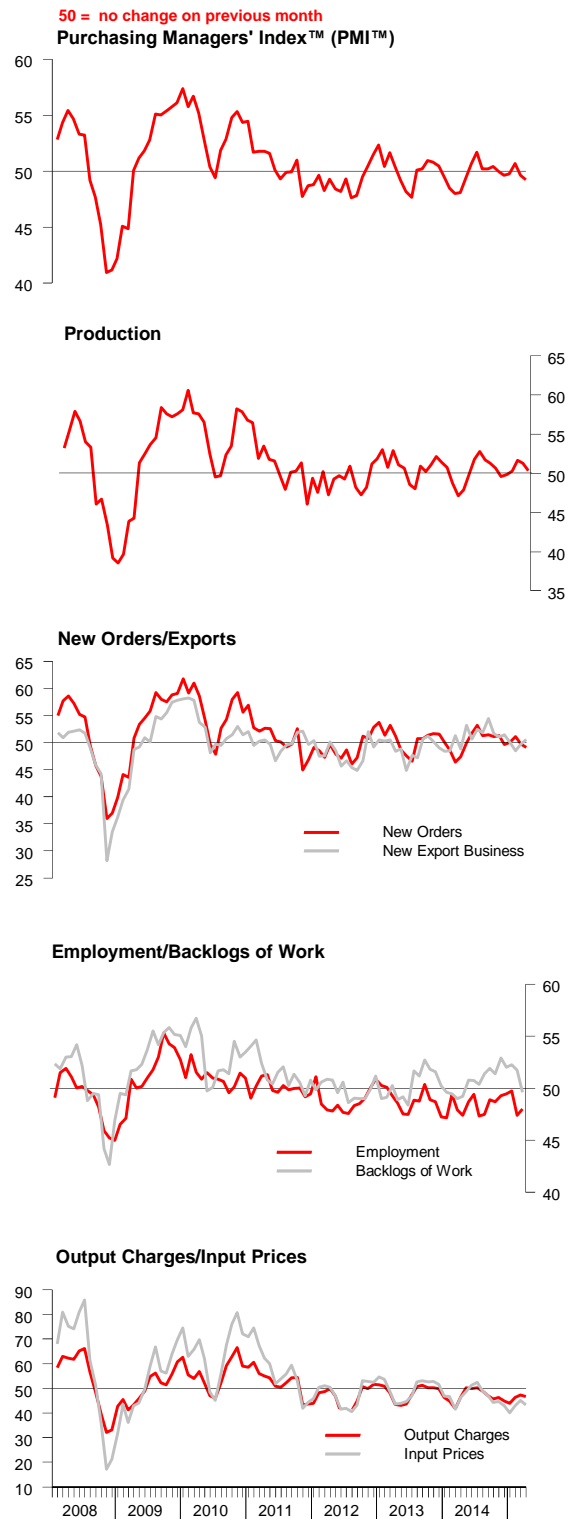 50 = no change on previous month
Purchasing Managers' Index™ (PMI™)
60
55
50
45
40
Production
65
60
55
50
45
40
35
New Orders/Exports
65
60
55
50
45
40
35
30
25
New Orders
New Export Business
Employment/Backlogs of Work
60
55
50
45
40
Employment
Backlogs of Work
Output Charges/Input Prices
90
80
70
60
50
40
30
20
10
Output Charges
Input Prices
2008 2009 2010 2011 2012 2013 2014